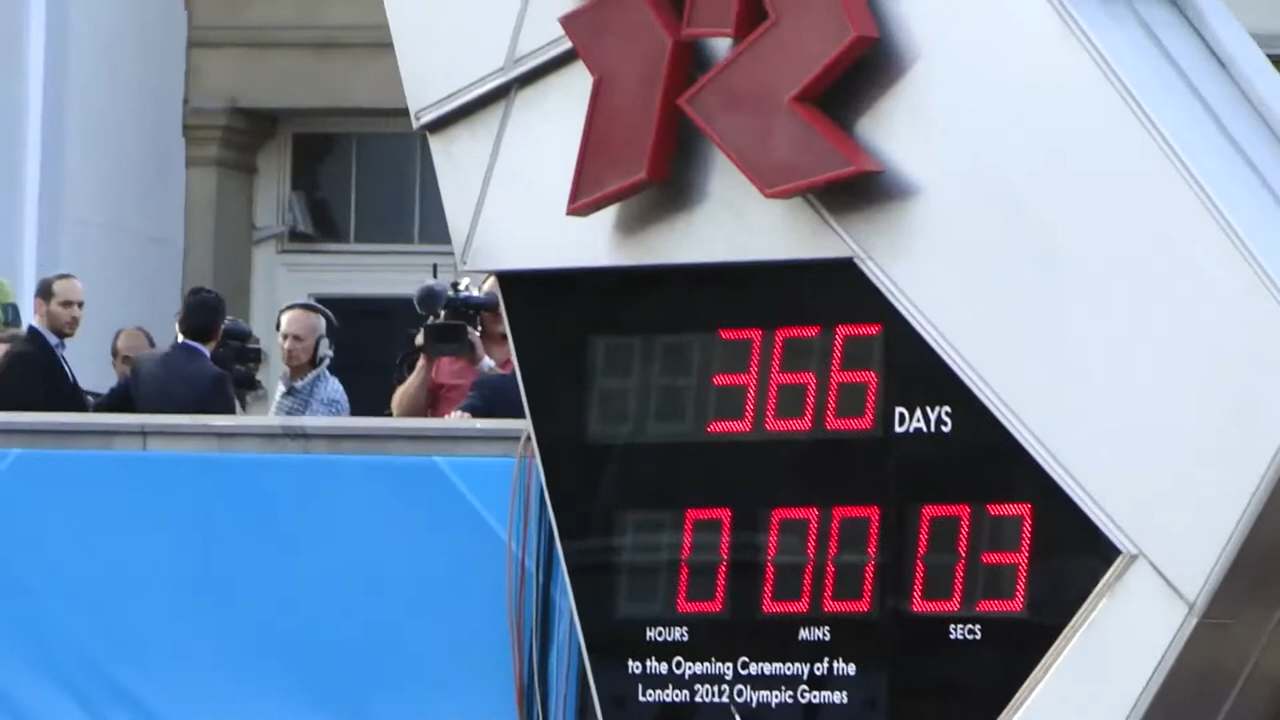 366 DAYS
0 00 03
HOURS MINS SECS
to the Opening Ceremony of the
London 2012 Olympic Games